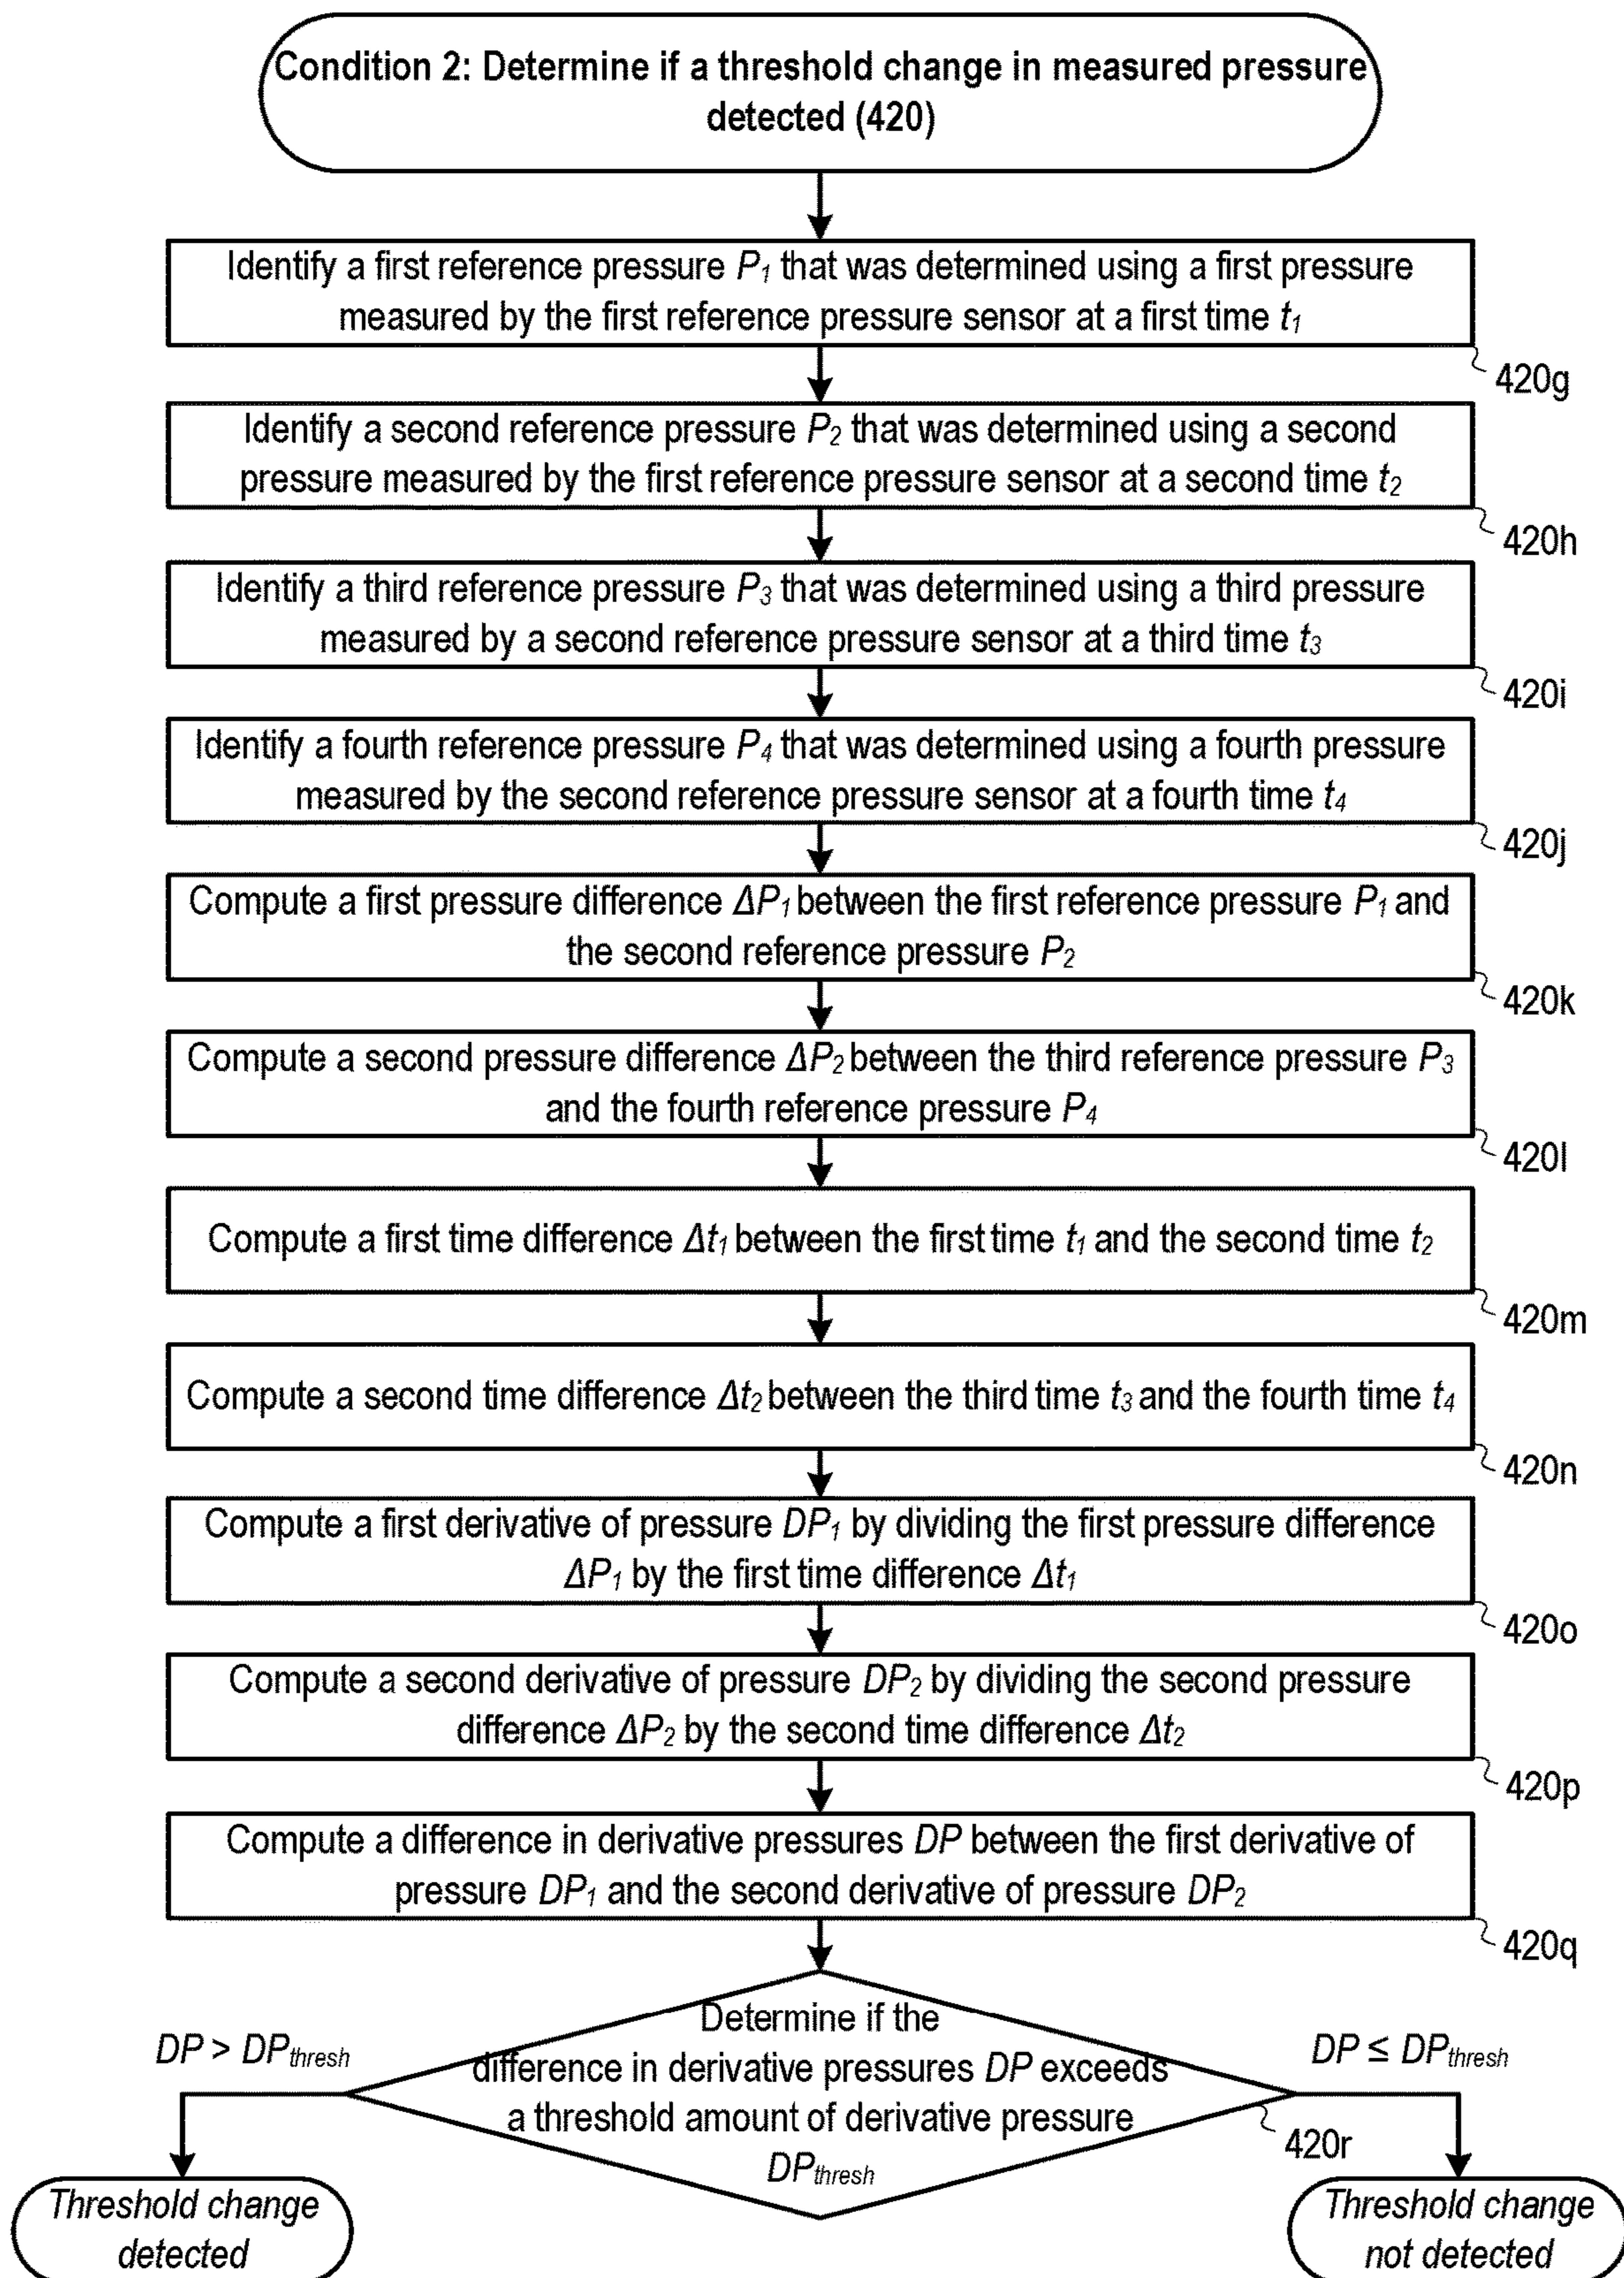 Condition 2: Determine if a threshold change in measured pressure
detected (420)
Identify a first reference pressure P₁ that was determined using a first pressure
measured by the first reference pressure sensor at a first time t₁
420g
Identify a second reference pressure P₂ that was determined using a second
pressure measured by the first reference pressure sensor at a second time t₂
420h
Identify a third reference pressure P₃ that was determined using a third pressure
measured by a second reference pressure sensor at a third time t₃
420i
Identify a fourth reference pressure P₄ that was determined using a fourth pressure
measured by the second reference pressure sensor at a fourth time t₄
420j
Compute a first pressure difference ΔP₁ between the first reference pressure P₁ and
the second reference pressure P₂
420k
Compute a second pressure difference ΔP₂ between the third reference pressure P₃
and the fourth reference pressure P₄
420l
Compute a first time difference Δt₁ between the first time t₁ and the second time t₂
420m
Compute a second time difference Δt₂ between the third time t₃ and the fourth time t₄
420n
Compute a first derivative of pressure DP₁ by dividing the first pressure difference
ΔP₁ by the first time difference Δt₁
420o
Compute a second derivative of pressure DP₂ by dividing the second pressure
difference ΔP₂ by the second time difference Δt₂
420p
Compute a difference in derivative pressures DP between the first derivative of
pressure DP₁ and the second derivative of pressure DP₂
420q
Determine if the
difference in derivative pressures DP exceeds
a threshold amount of derivative pressure
DPthresh
420r
DP > DPthresh
DP ≤ DPthresh
Threshold change
detected
Threshold change
not detected